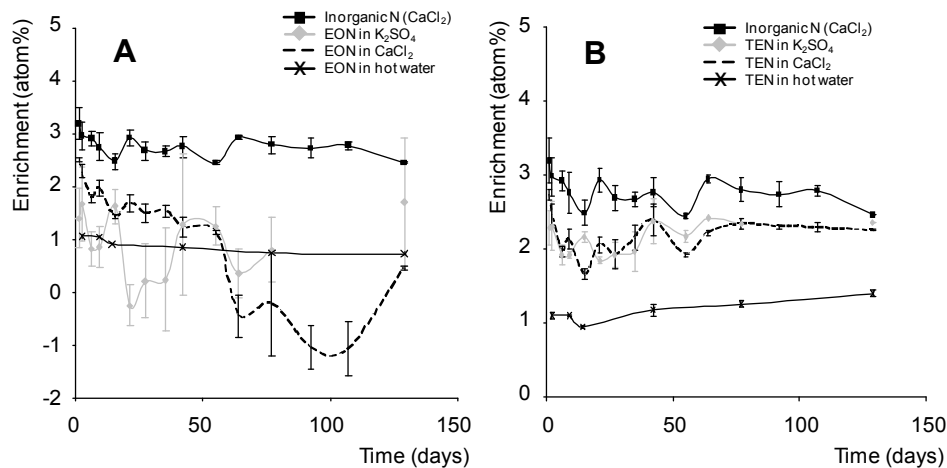 A
Inorganic N (CaCl₂)
EON in K₂SO₄
EON in CaCl₂
EON in hot water
Enrichment (atom%)
5
4
3
2
1
0
-1
-2
0
50
100
150
Time (days)
B
Inorganic N (CaCl₂)
TEN in K₂SO₄
TEN in CaCl₂
TEN in hot water
Enrichment (atom%)
5
4
3
2
1
0
0
50
100
150
Time (days)